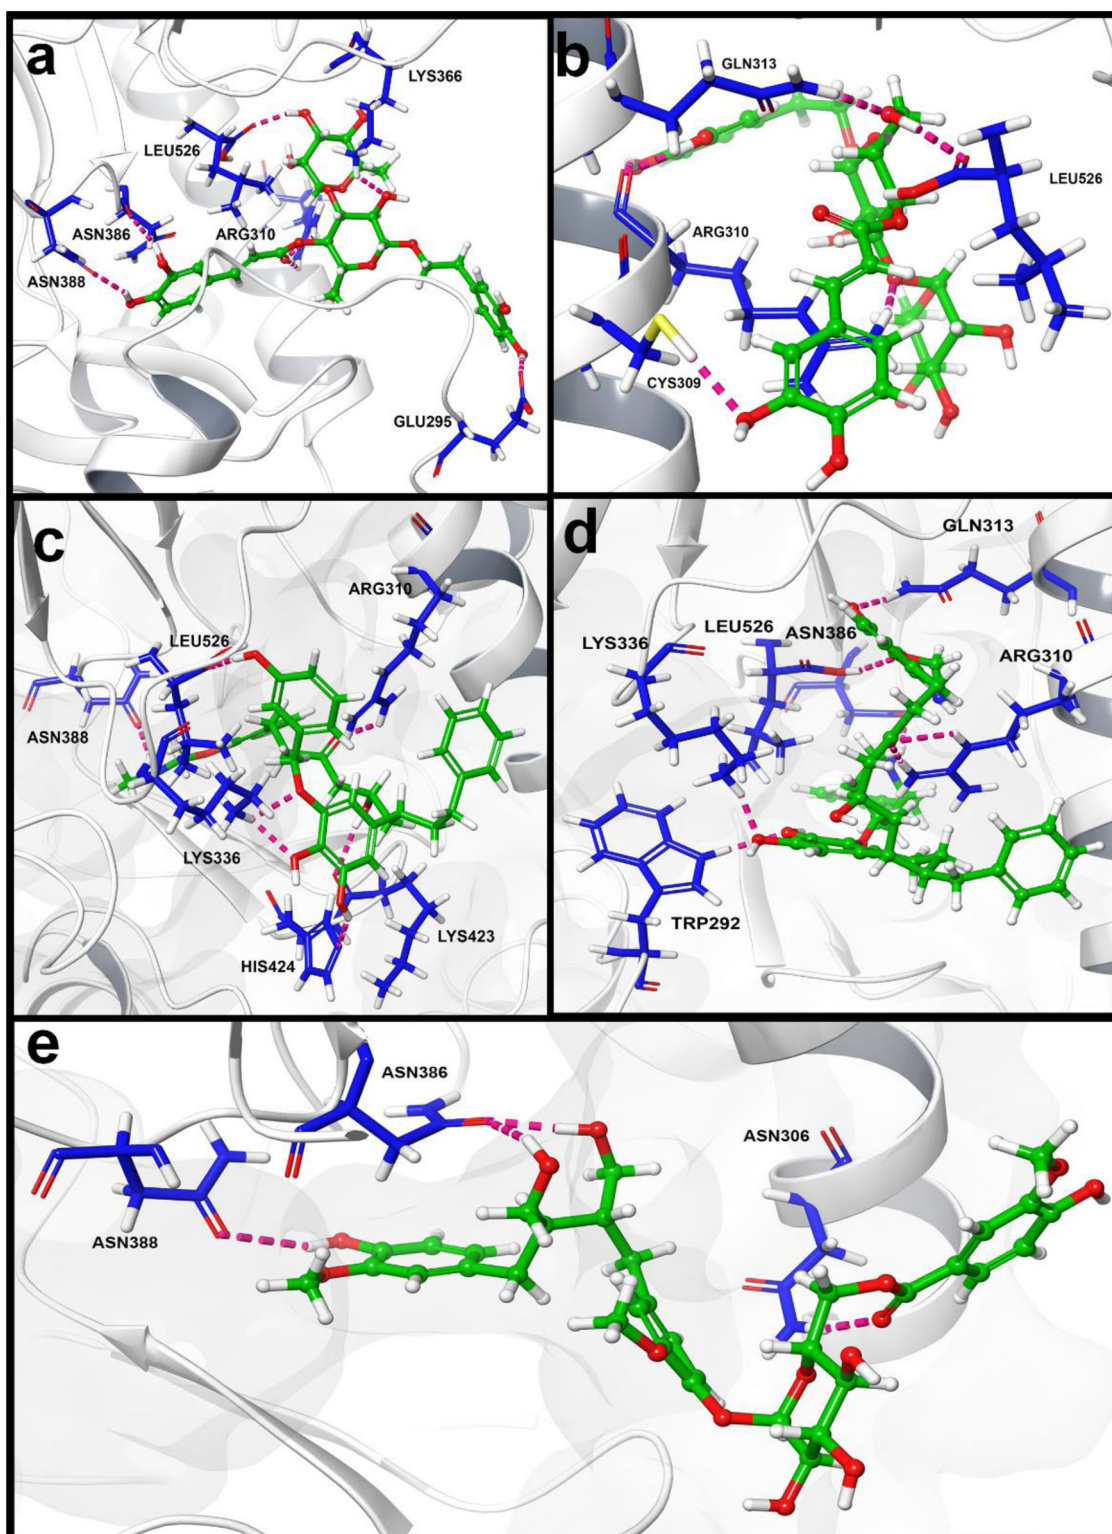 a
LYS366
LEU526
ASN386
ARG310
ASN388
GLU295
b
GLN313
LEU526
ARG310
CYS309
c
ARG310
LEU526
ASN388
LYS336
LYS423
HIS424
d
GLN313
LYS336
LEU526
ASN386
ARG310
TRP292
e
ASN386
ASN306
ASN388